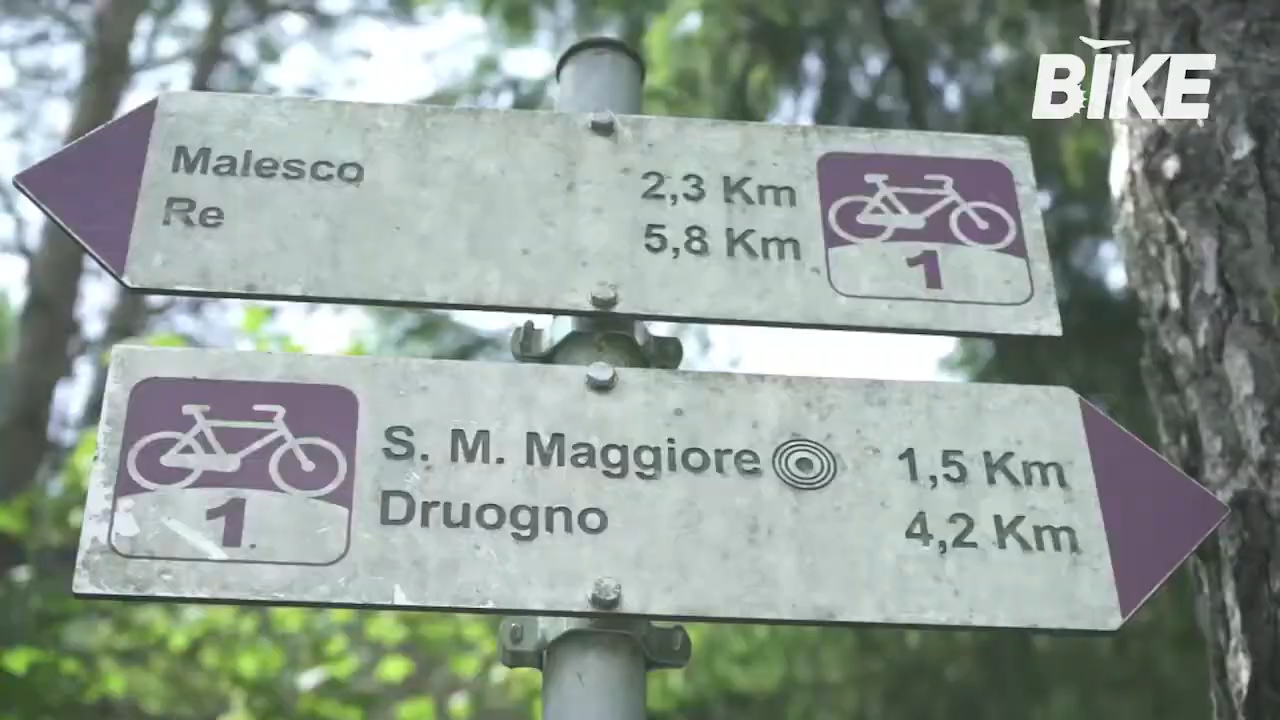 BIKE
Malesco 2,3 Km
Re 5,8 Km
1
S. M. Maggiore 1,5 Km
Druogno 4,2 Km
1